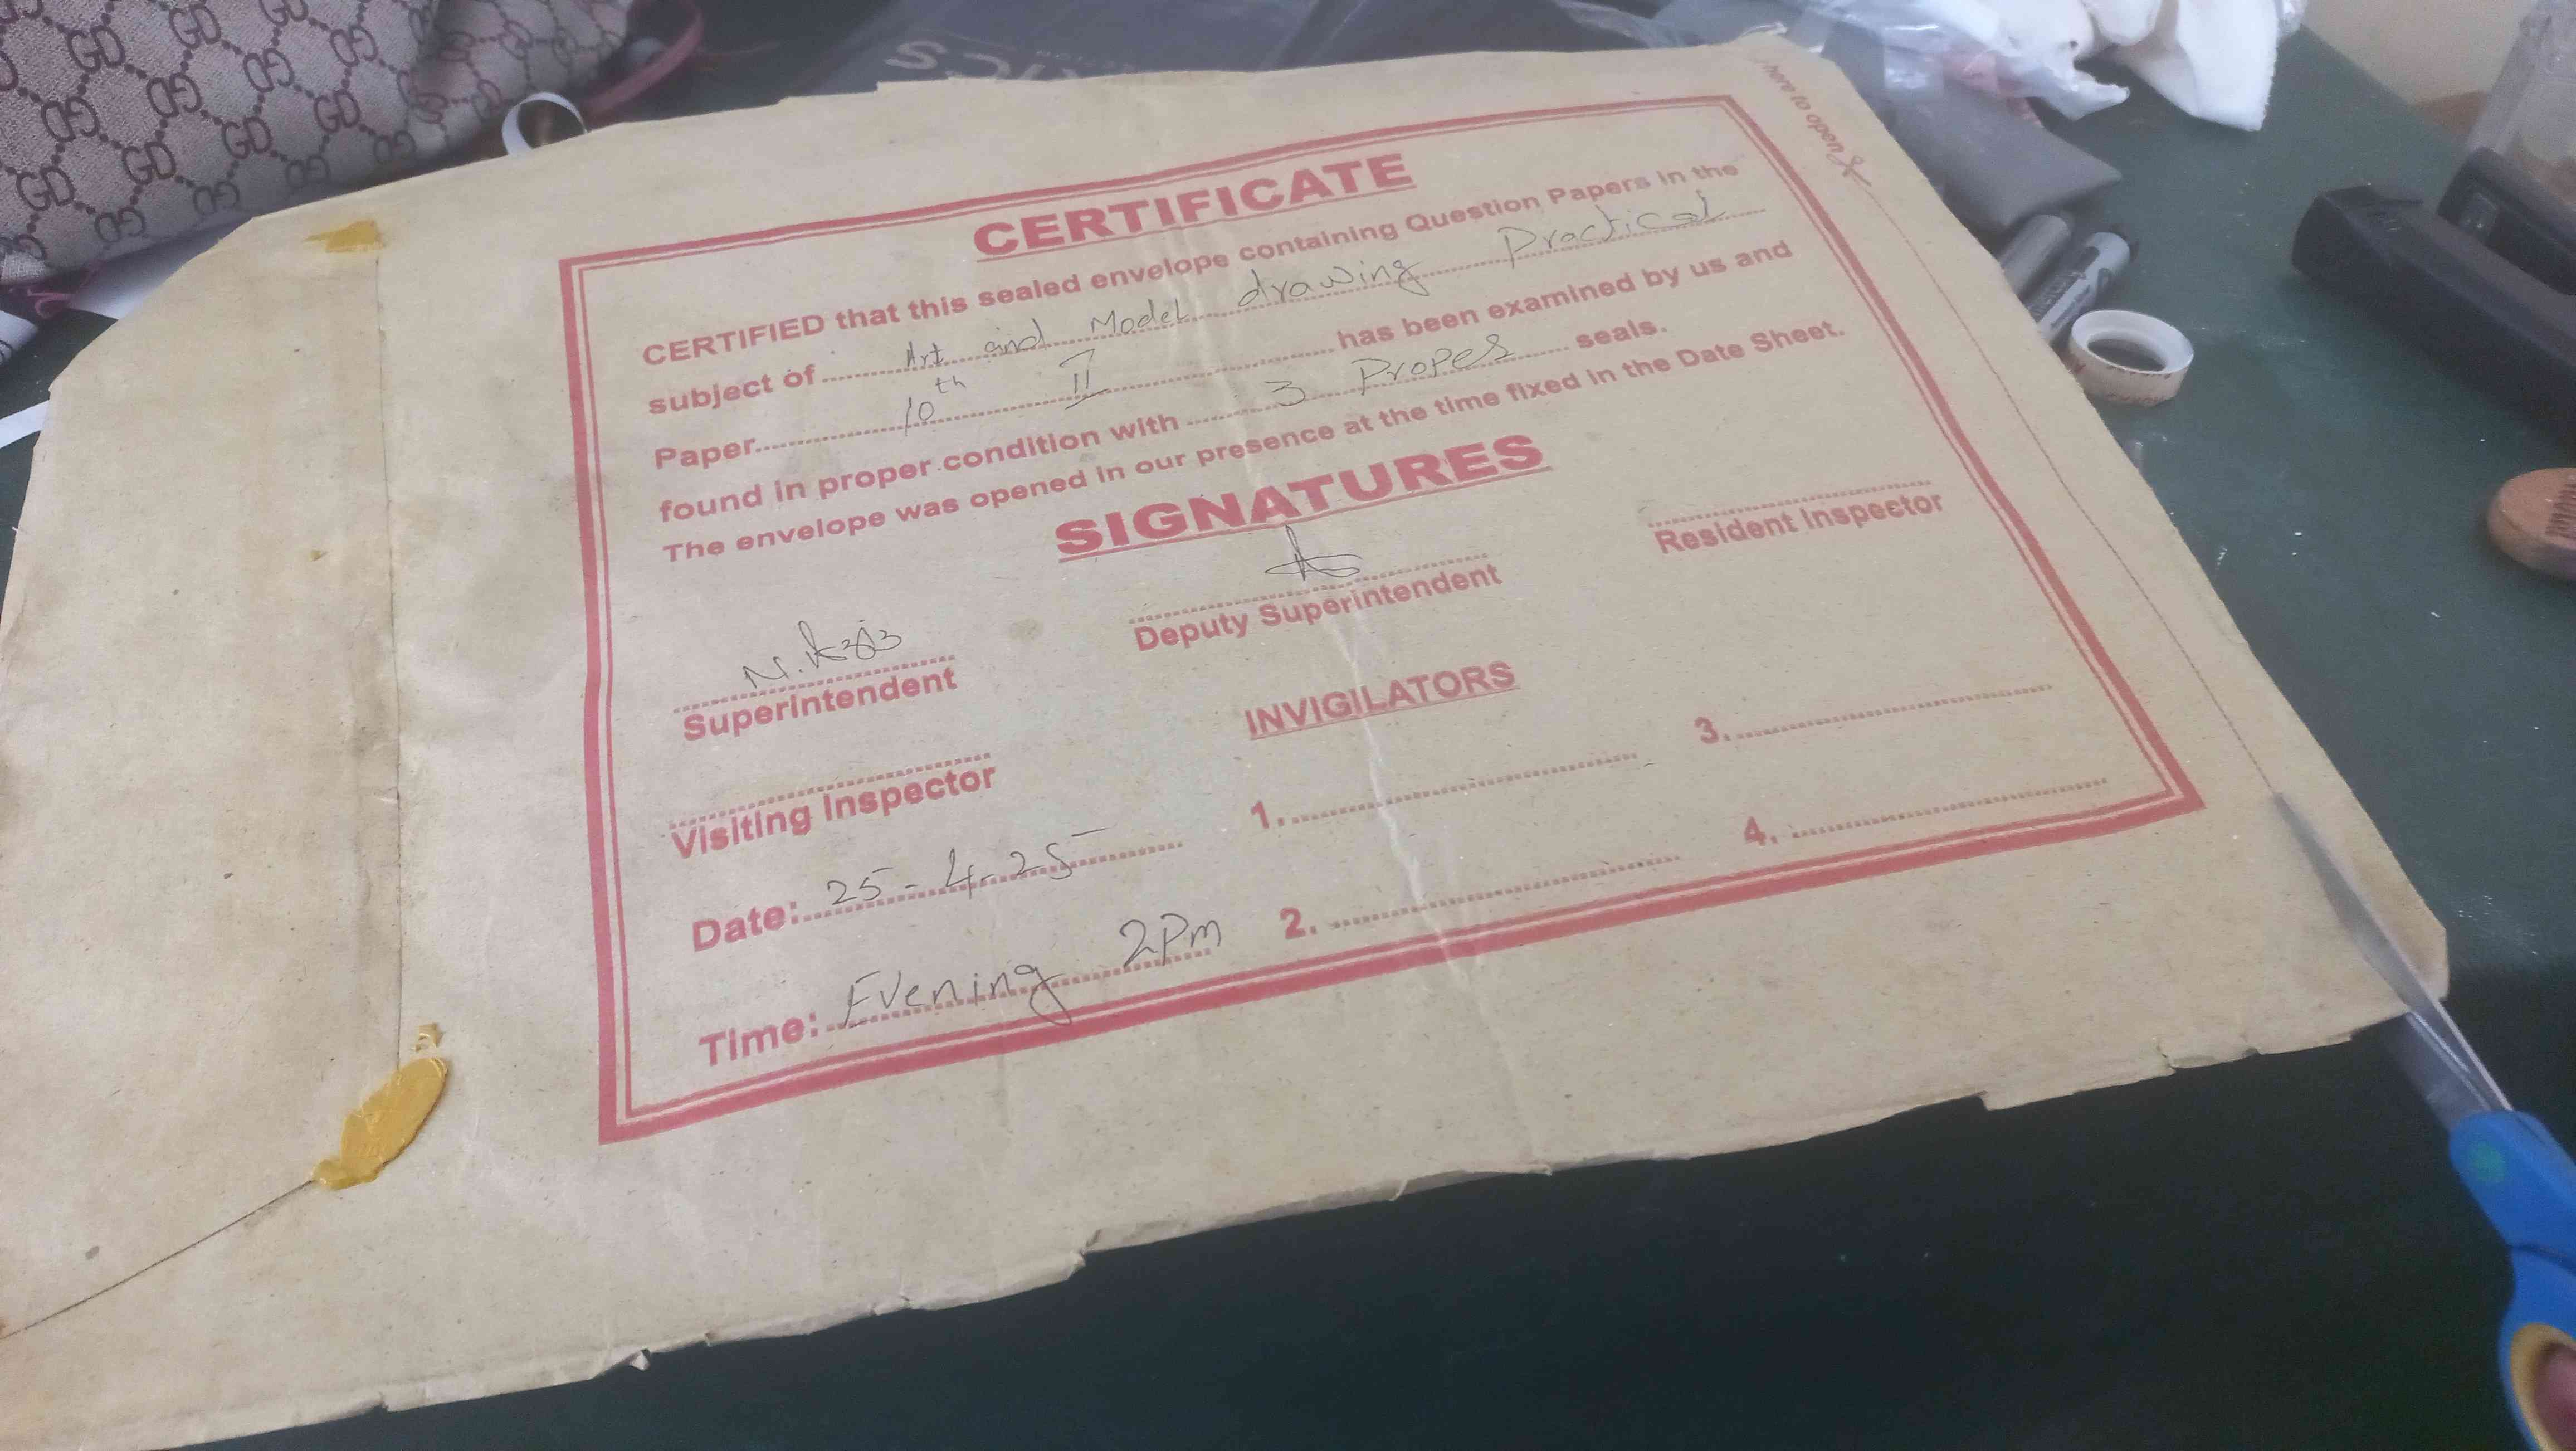 here to open
CERTIFICATE
CERTIFIED that this sealed envelope containing Question Papers in the
subject of Art and Model drawing Practical
Paper 10th II has been examined by us and
found in proper condition with 3 Proper seals.
The envelope was opened in our presence at the time fixed in the Date Sheet.
SIGNATURES
Resident Inspector
Deputy Superintendent
Superintendent
Visiting Inspector
INVIGILATORS
1.
2.
3.
4.
Date: 25-4-25
Time: Evening 2Pm